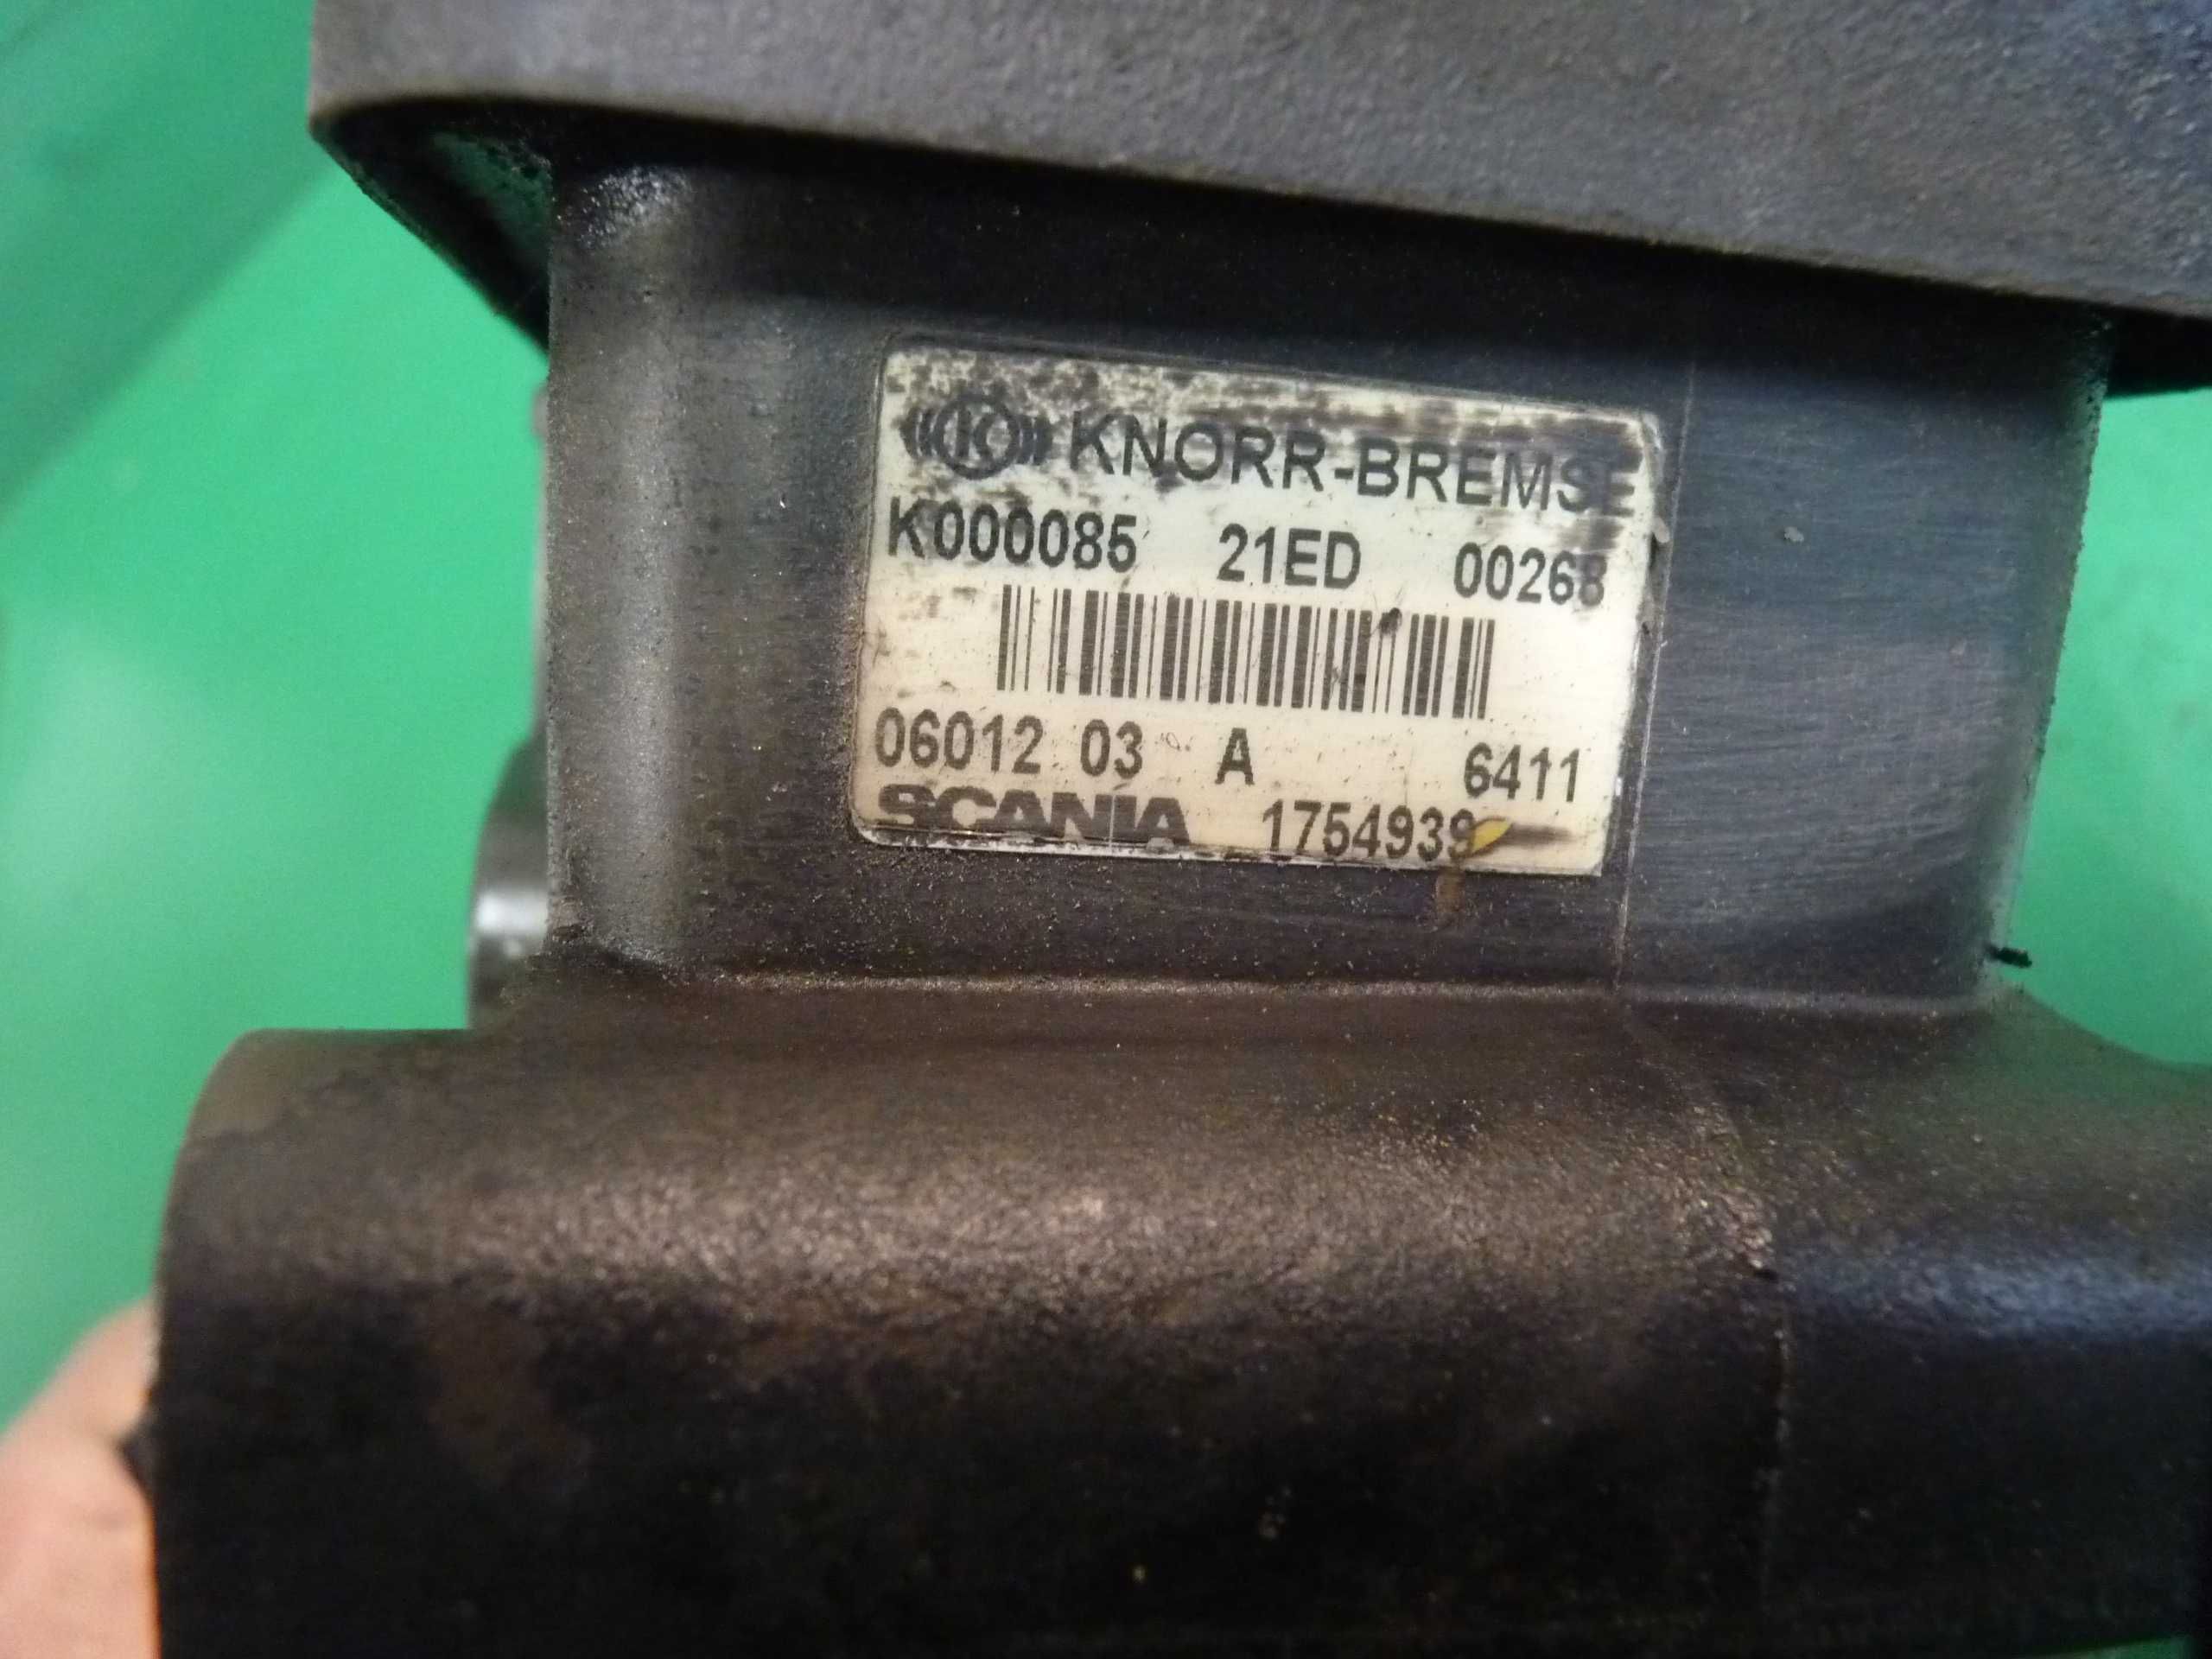 K KNORR-BREMSE
K000085 21ED 00268
06012 03 A 6411
SCANIA 1754939